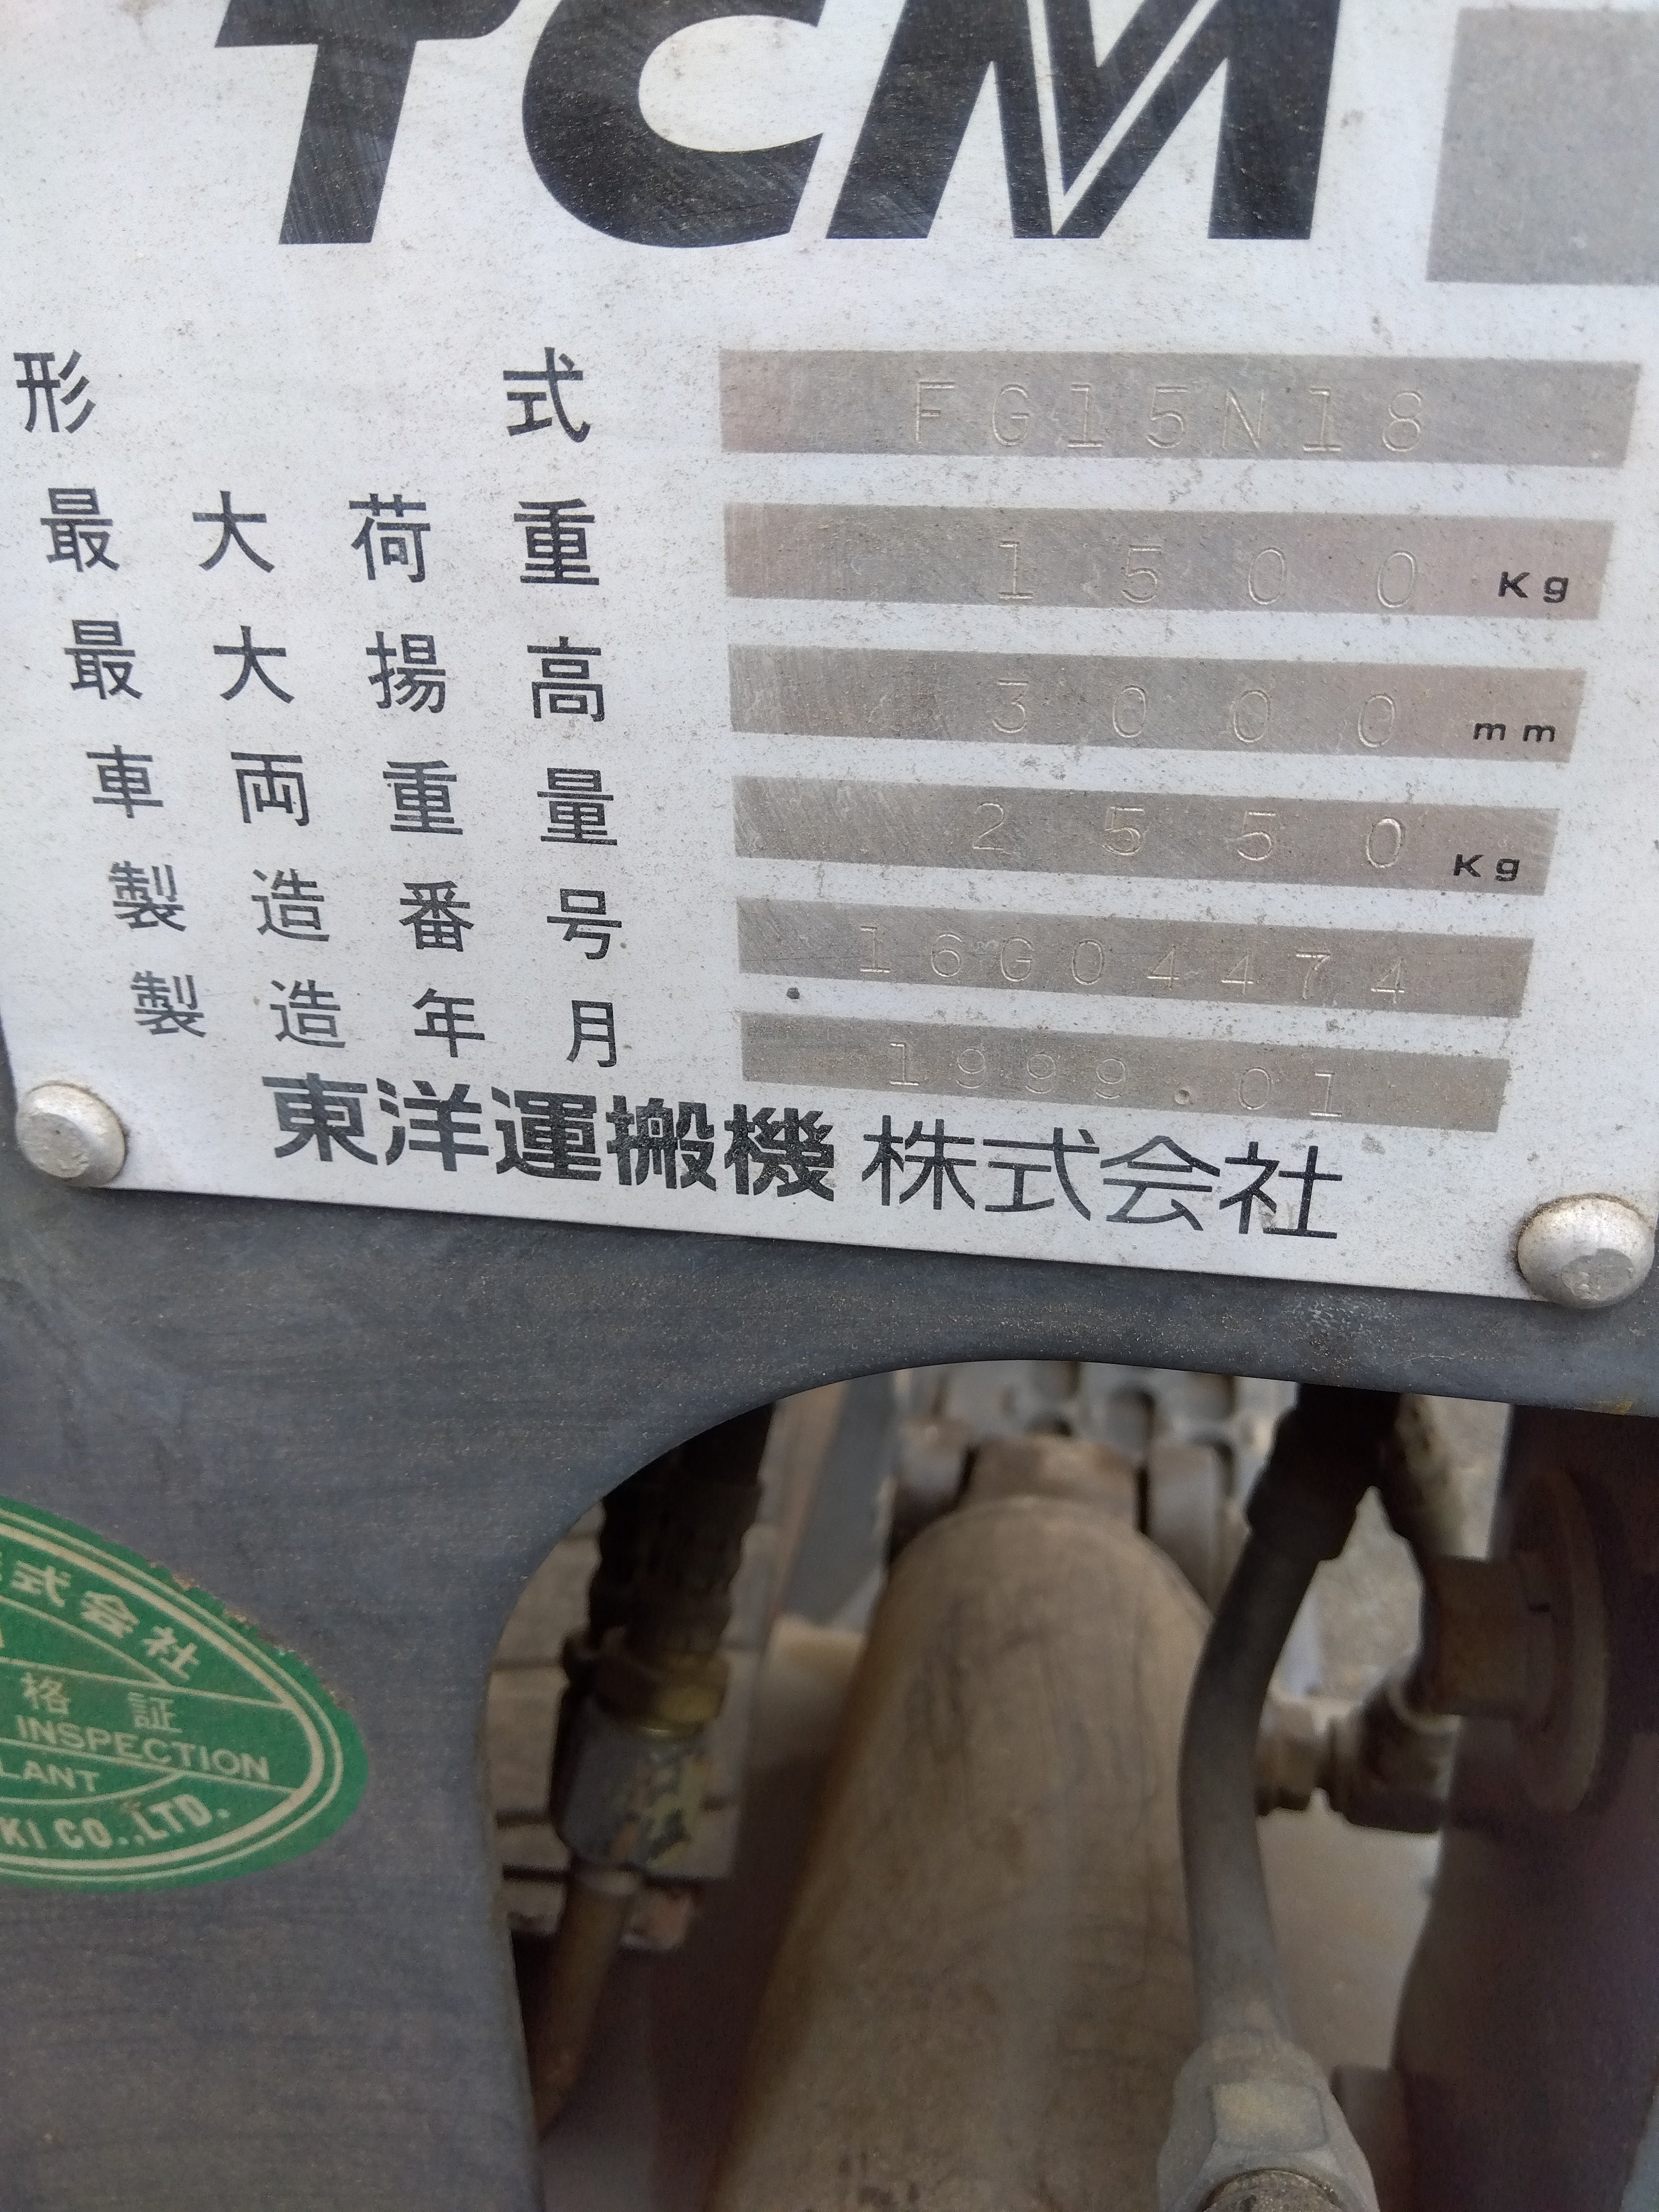 TCM
形式 FG15N18
最大荷重 1500 Kg
最大揚高 3000 mm
車両重量 2550 Kg
製造番号 16G04474
製造年月 1999.01
東洋運搬機株式会社
式会社
格証
INSPECTION
LANT
KI CO.,LTD.